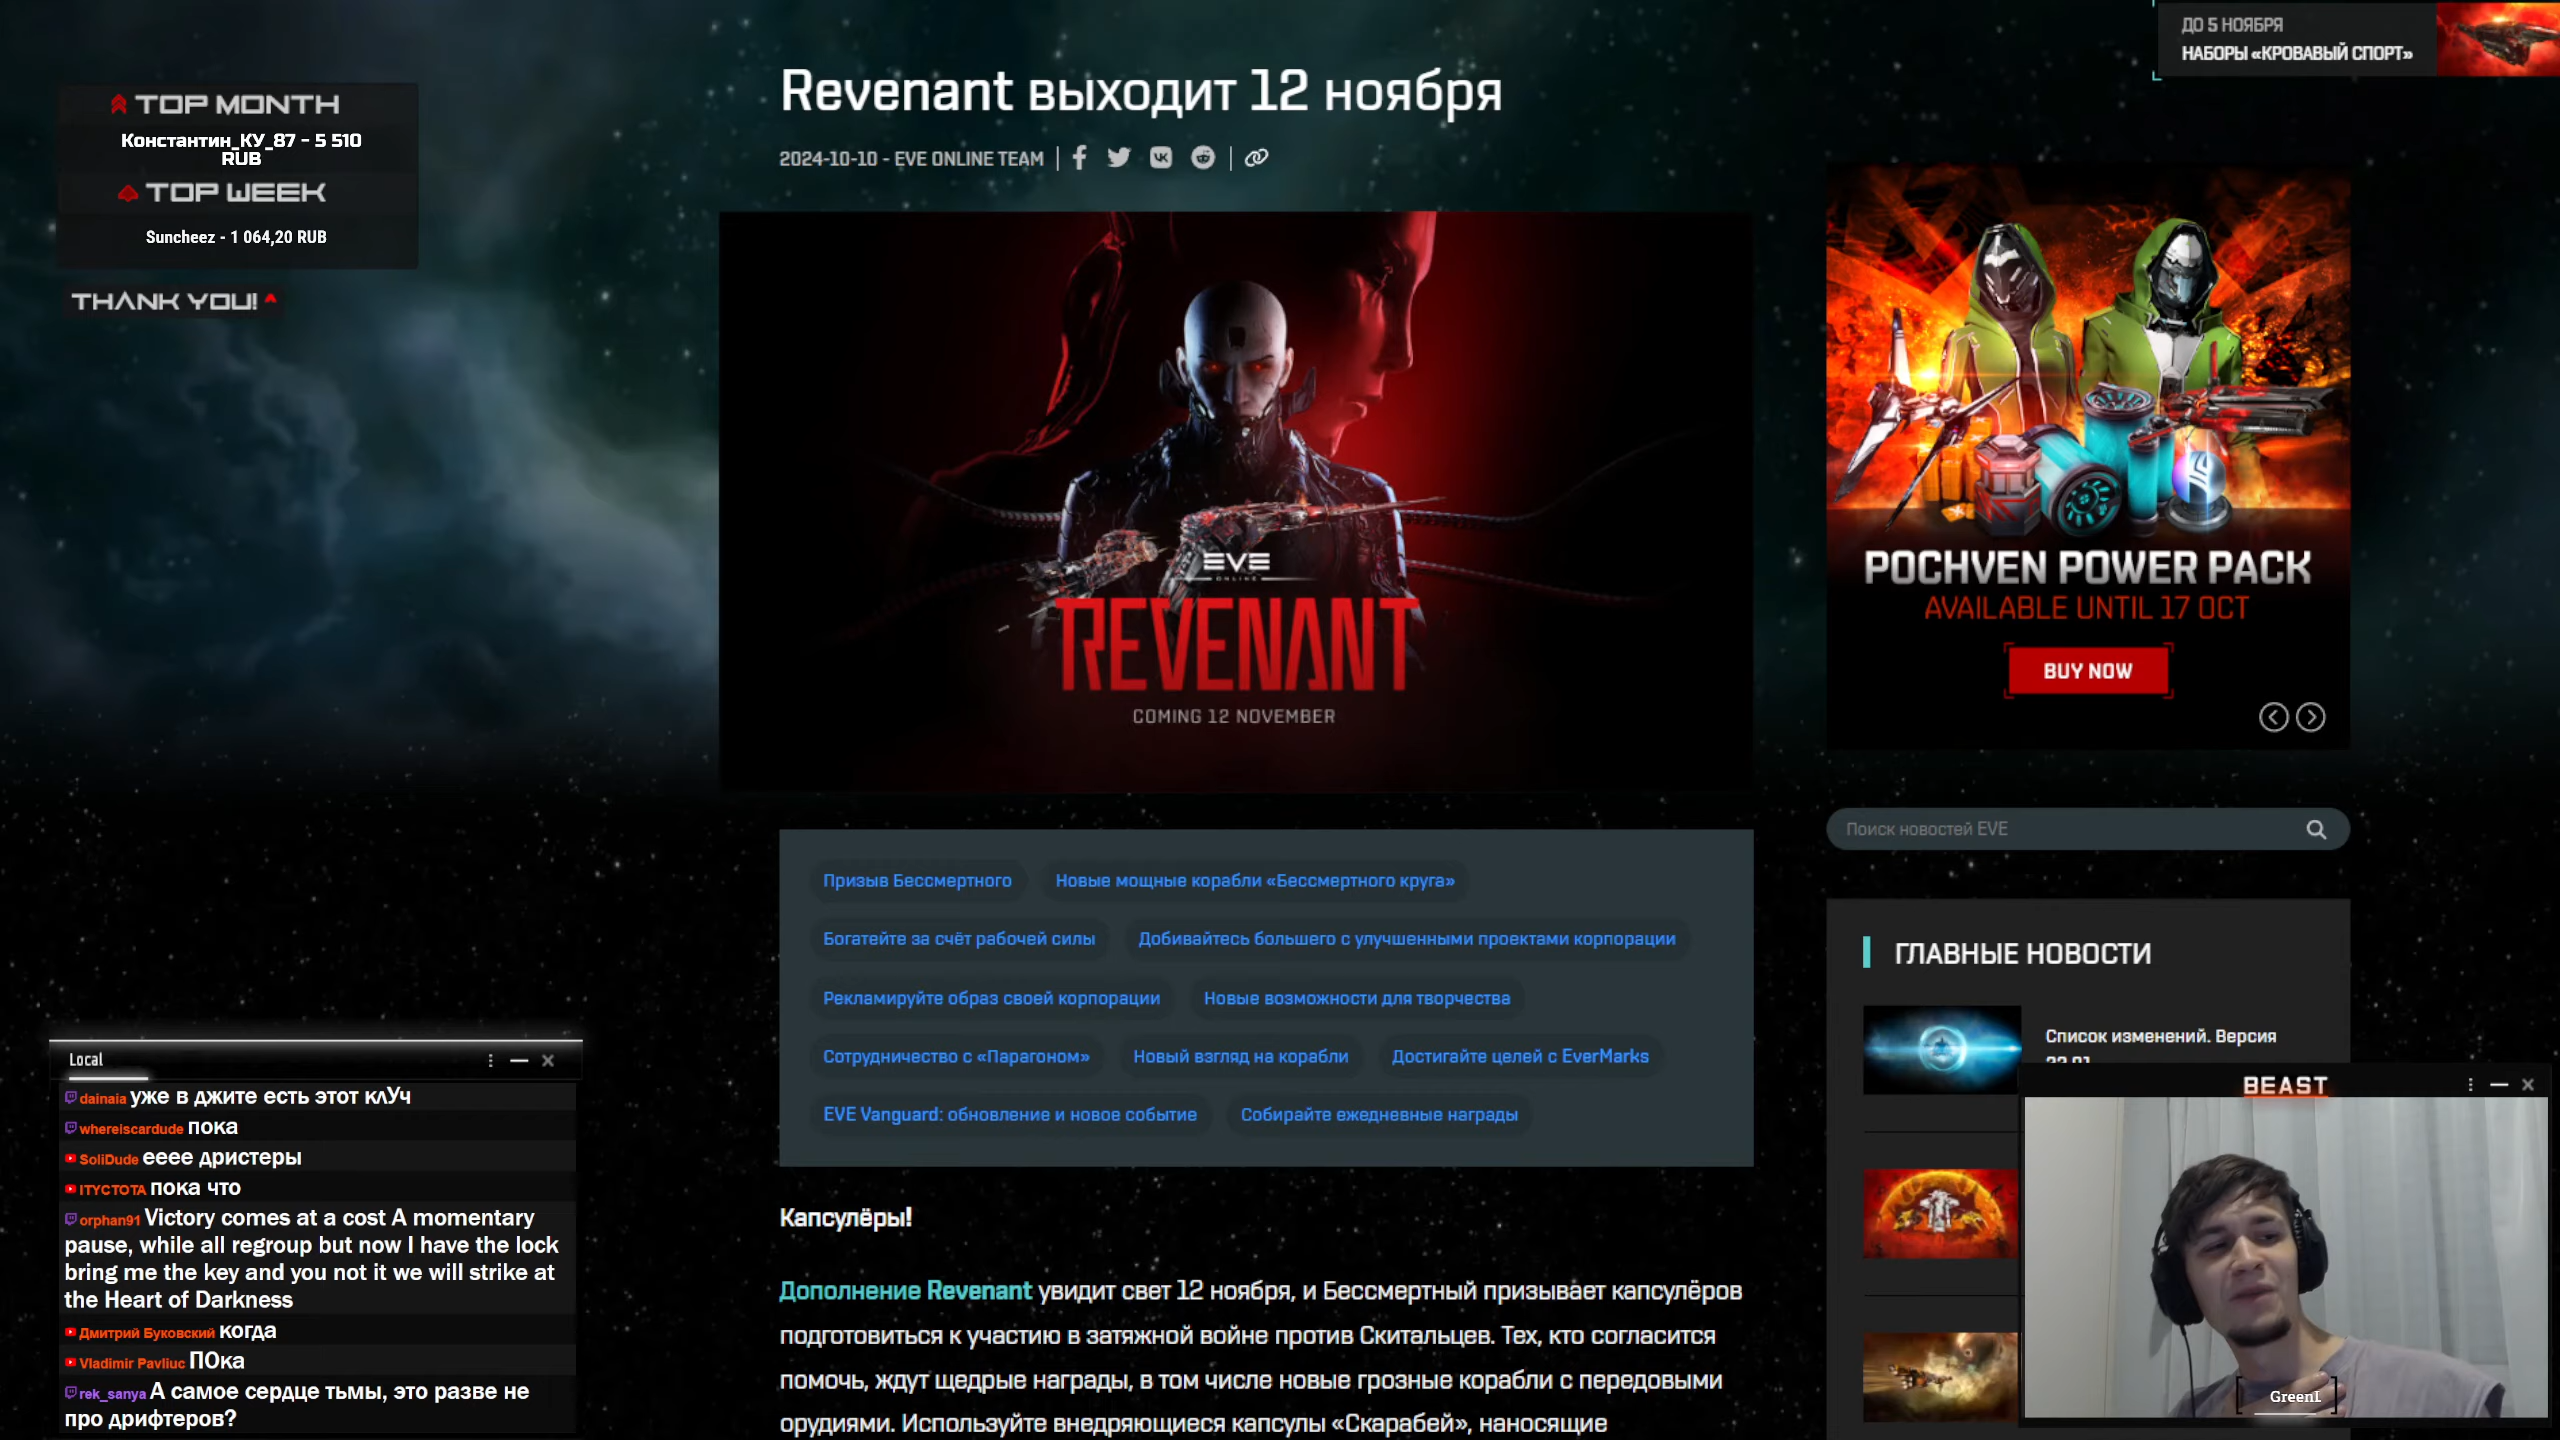 ДО 5 НОЯБРЯ
НАБОРЫ «КРОВАВЫЙ СПОРТ»
Revenant выходит 12 ноября
2024-10-10 - EVE ONLINE TEAM
TOP MONTH
Константин_КУ_87 - 5 510
RUB
TOP WEEK
Suncheez - 1 064,20 RUB
THANK YOU!
EVE
ONLINE
REVENANT
COMING 12 NOVEMBER
POCHVEN POWER PACK
AVAILABLE UNTIL 17 OCT
BUY NOW
Поиск новостей EVE
Призыв Бессмертного
Новые мощные корабли «Бессмертного круга»
Богатейте за счёт рабочей силы
Добивайтесь большего с улучшенными проектами корпорации
Рекламируйте образ своей корпорации
Новые возможности для творчества
Сотрудничество с «Парагоном»
Новый взгляд на корабли
Достигайте целей с EverMarks
EVE Vanguard: обновление и новое событие
Собирайте ежедневные награды
ГЛАВНЫЕ НОВОСТИ
Список изменений. Версия
Капсулёры!
Дополнение Revenant увидит свет 12 ноября, и Бессмертный призывает капсулёров
подготовиться к участию в затяжной войне против Скитальцев. Тех, кто согласится
помочь, ждут щедрые награды, в том числе новые грозные корабли с передовыми
орудиями. Используйте внедряющиеся капсулы «Скарабей», наносящие
Local
dainaia уже в джите есть этот клУч
whereiscardude пока
SoliDude ееее дристеры
ITYCTOTA пока что
orphan91 Victory comes at a cost A momentary
pause, while all regroup but now I have the lock
bring me the key and you not it we will strike at
the Heart of Darkness
Дмитрий Буковский когда
Vladimir Pavliuc ПОка
rek_sanya А самое сердце тьмы, это разве не
про дрифтеров?
BEAST
GreenL